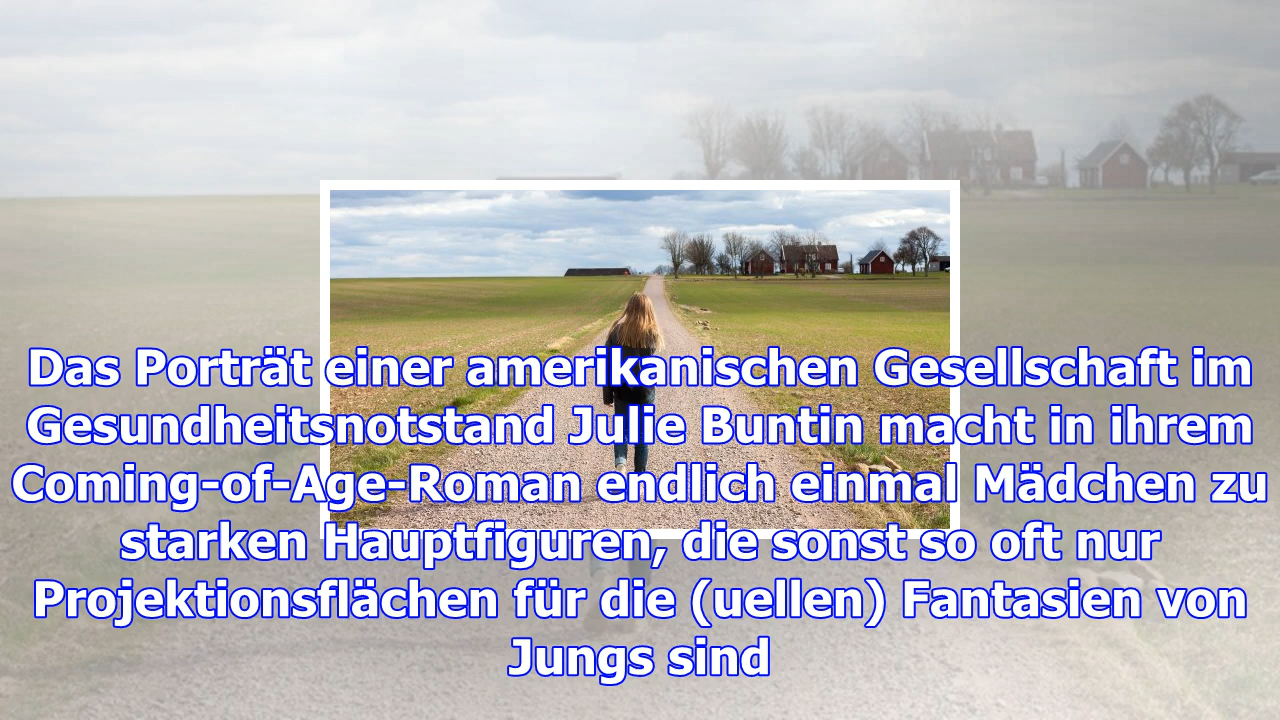 Das Porträt einer amerikanischen Gesellschaft im
Gesundheitsnotstand Julie Buntin macht in ihrem
Coming-of-Age-Roman endlich einmal Mädchen zu
starken Hauptfiguren, die sonst so oft nur
Projektionsflächen für die (uellen) Fantasien von
Jungs sind